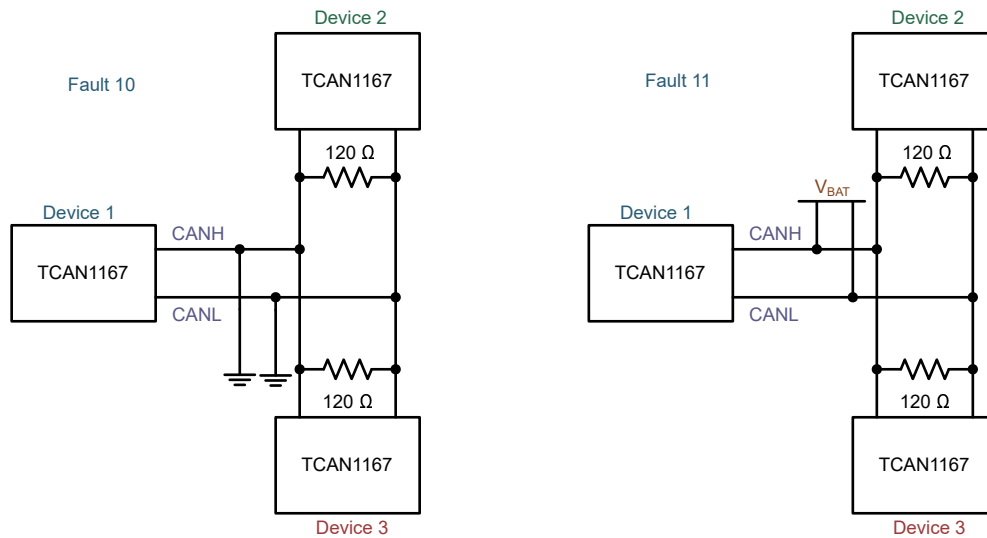 Fault 10
Device 2
TCAN1167
120 Ω
Device 1
TCAN1167
CANH
CANL
120 Ω
TCAN1167
Device 3
Fault 11
Device 2
TCAN1167
120 Ω
VBAT
Device 1
TCAN1167
CANH
CANL
120 Ω
TCAN1167
Device 3